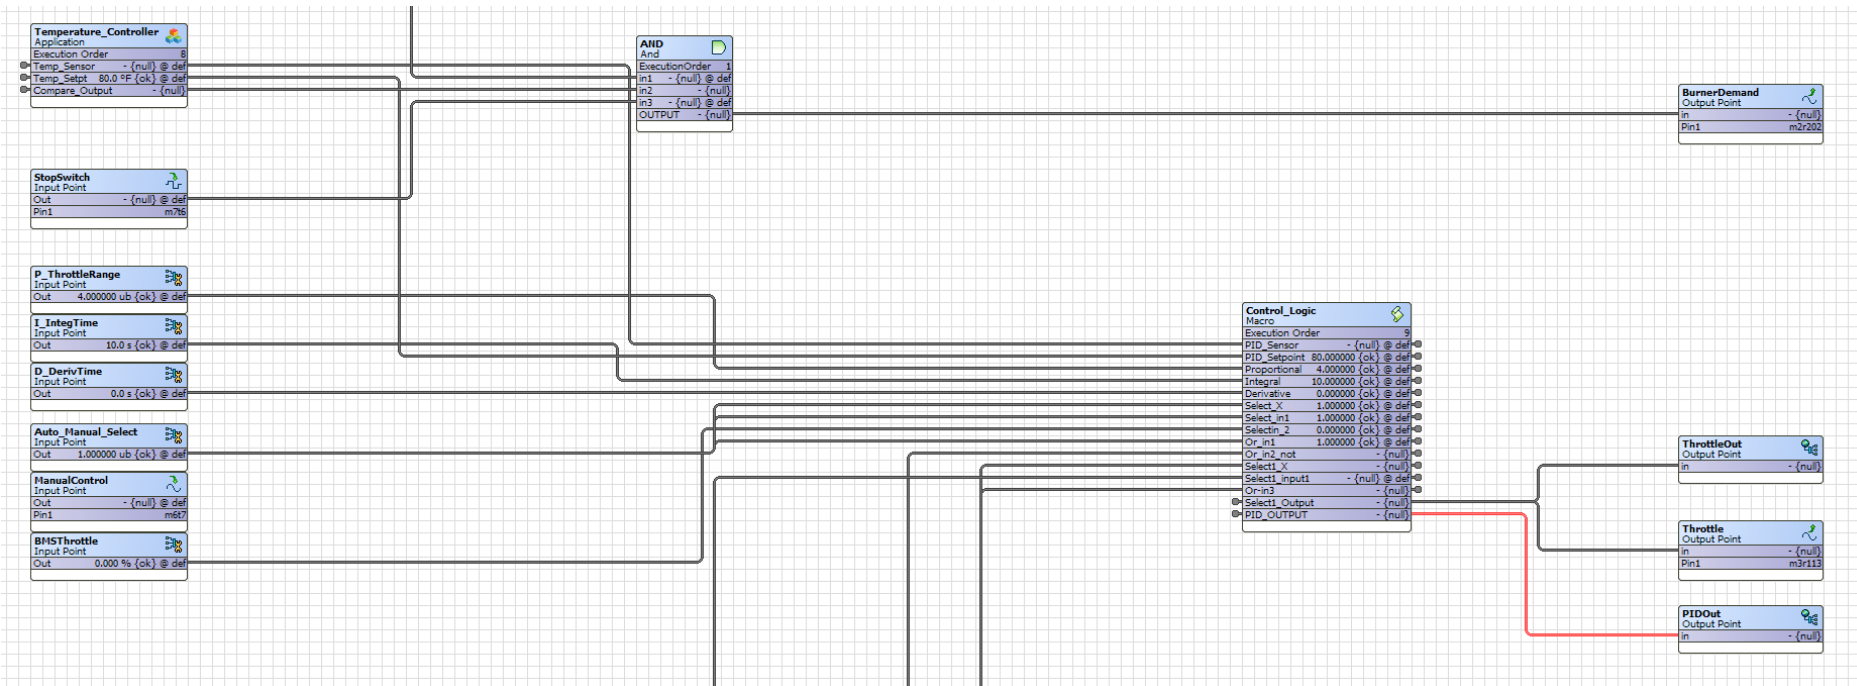 Temperature_Controller
Application
Execution Order 8
Temp_Sensor - {null} @ def
Temp_Setpt 80.0 °F {ok} @ def
Compare_Output - {null}
AND
And
ExecutionOrder 1
in1 - {null} @ def
in2 - {null}
in3 - {null} @ def
OUTPUT - {null}
BurnerDemand
Output Point
in - {null}
Pin1 m2r202
StopSwitch
Input Point
Out - {null} @ def
Pin1 m7t6
P_ThrottleRange
Input Point
Out 4.000000 ub {ok} @ def
I_IntegTime
Input Point
Out 10.0 s {ok} @ def
D_DerivTime
Input Point
Out 0.0 s {ok} @ def
Auto_Manual_Select
Input Point
Out 1.000000 ub {ok} @ def
ManualControl
Input Point
Out - {null} @ def
Pin1 m6t7
BMSThrottle
Input Point
Out 0.000 % {ok} @ def
Control_Logic
Macro
Execution Order 9
PID_Sensor - {null} @ def
PID_Setpoint 80.000000 {ok} @ def
Proportional 4.000000 {ok} @ def
Integral 10.000000 {ok} @ def
Derivative 0.000000 {ok} @ def
Select_X 1.000000 {ok} @ def
Select_in1 1.000000 {ok} @ def
Selectin_2 0.000000 {ok} @ def
Or_in1 1.000000 {ok} @ def
Or_in2_not - {null}
Select1_X - {null}
Select1_input1 - {null} @ def
Or-in3 - {null}
Select1_Output - {null}
PID_OUTPUT - {null}
ThrottleOut
Output Point
in - {null}
Throttle
Output Point
in - {null}
Pin1 m3r113
PIDOut
Output Point
in - {null}